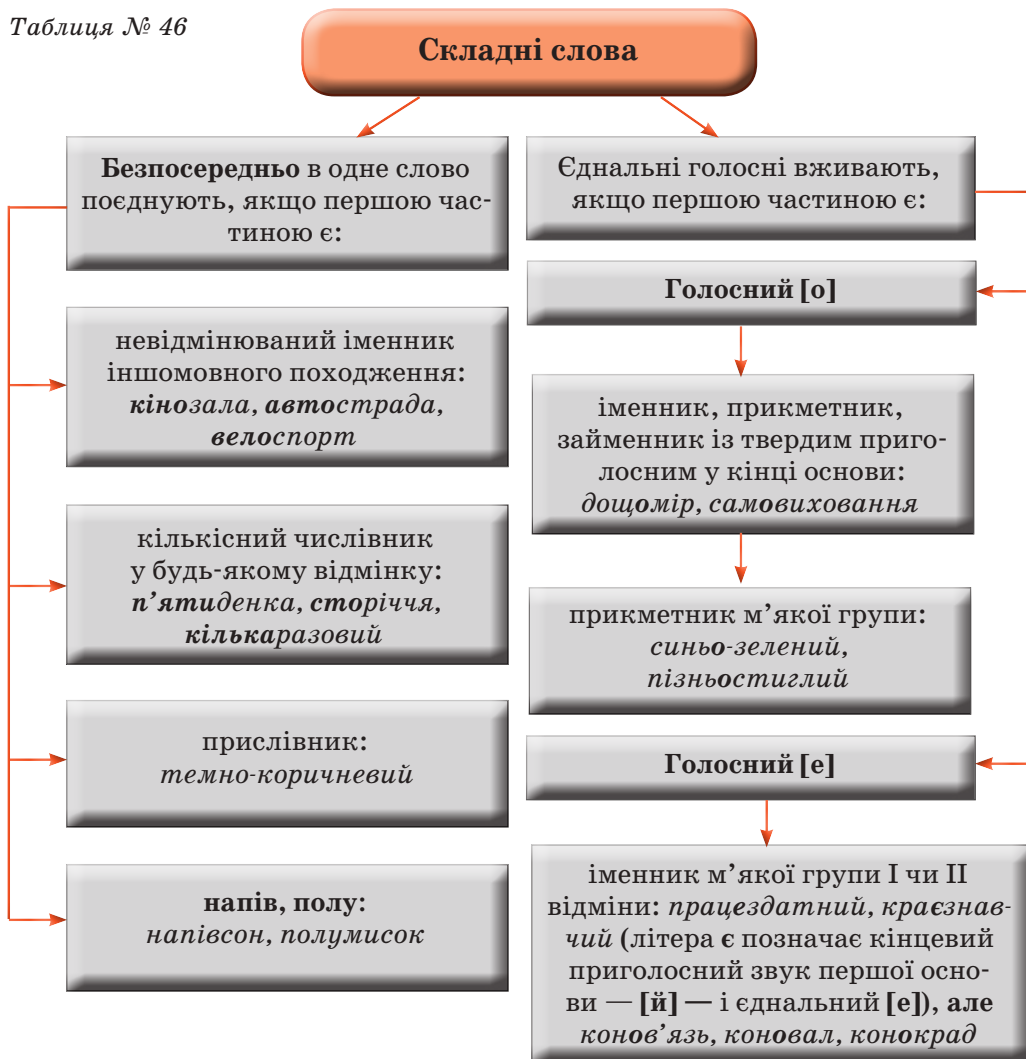 Таблиця № 46
Складні слова
Безпосередньо в одне слово
поєднують, якщо першою час-
тиною є:
невідмінюваний іменник
іншомовного походження:
кінозала, автострада,
велоспорт
кількісний числівник
у будь-якому відмінку:
п’ятиденка, сторіччя,
кількаразовий
прислівник:
темно-коричневий
напів, полу:
напівсон, полумисок
Єднальні голосні вживають,
якщо першою частиною є:
Голосний [о]
іменник, прикметник,
займенник із твердим приго-
лосним у кінці основи:
дощомір, самовиховання
прикметник м’якої групи:
синьо-зелений,
пізньостиглий
Голосний [е]
іменник м’якої групи І чи ІІ
відміни: працездатний, краєзнав-
чий (літера є позначає кінцевий
приголосний звук першої осно-
ви — [й] — і єднальний [е]), але
конов’язь, коновал, конокрад